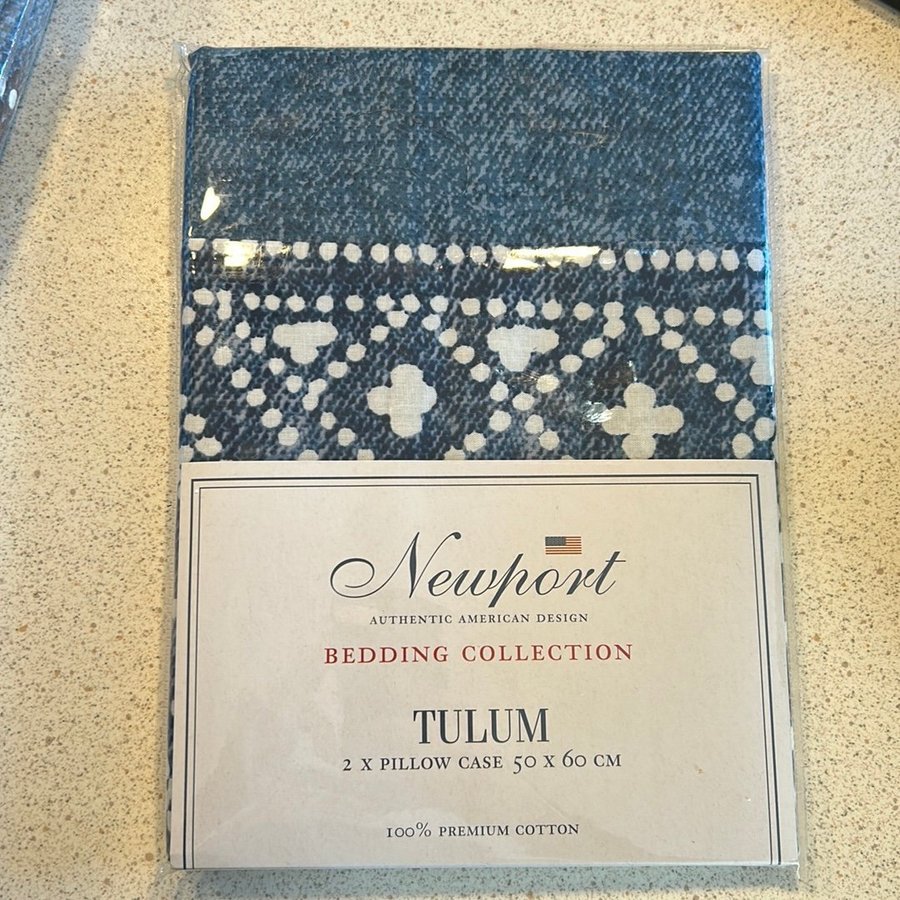 Newport
AUTHENTIC AMERICAN DESIGN
BEDDING COLLECTION
TULUM
2 X PILLOW CASE 50 X 60 CM
100% PREMIUM COTTON